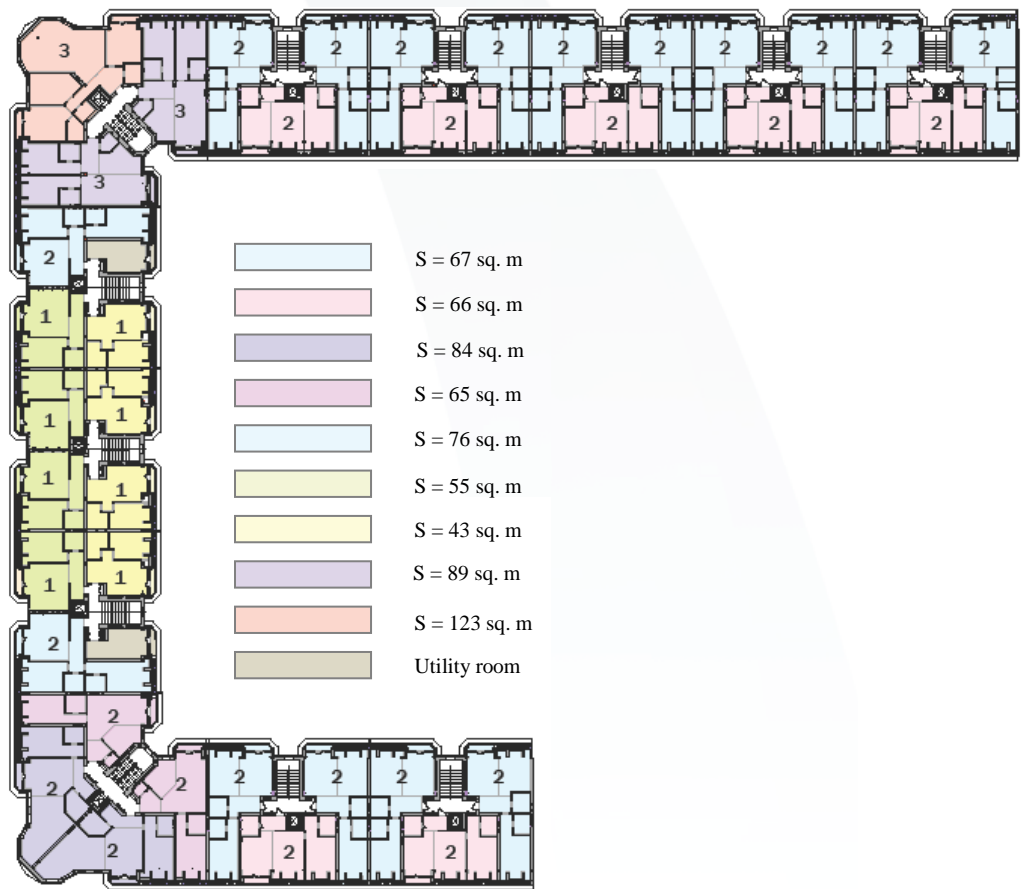 2 2 2 2 2 2 2 2 2 2
3
3
2 2 2 2 2
3
2
S = 67 sq. m
S = 66 sq. m
1 1
S = 84 sq. m
S = 65 sq. m
1 1
S = 76 sq. m
1 1
S = 55 sq. m
S = 43 sq. m
1 1
S = 89 sq. m
S = 123 sq. m
2
Utility room
2
2 2 2 2 2
2
2 2 2